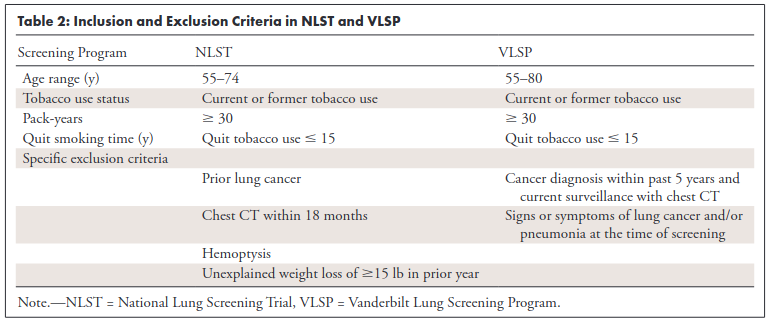 Table 2: Inclusion and Exclusion Criteria in NLST and VLSP
Screening Program NLST VLSP
Age range (y) 55–74 55–80
Tobacco use status Current or former tobacco use Current or former tobacco use
Pack-years ≥ 30 ≥ 30
Quit smoking time (y) Quit tobacco use ≤ 15 Quit tobacco use ≤ 15
Specific exclusion criteria
Prior lung cancer Cancer diagnosis within past 5 years and
current surveillance with chest CT
Chest CT within 18 months Signs or symptoms of lung cancer and/or
pneumonia at the time of screening
Hemoptysis
Unexplained weight loss of ≥15 lb in prior year
Note.—NLST = National Lung Screening Trial, VLSP = Vanderbilt Lung Screening Program.